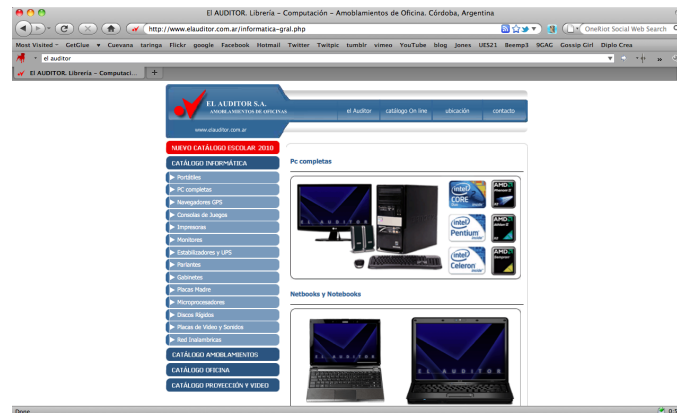 El AUDITOR. Librería - Computación - Amoblamientos de Oficina. Córdoba, Argentina
http://www.elauditor.com.ar/informatica-gral.php
OneRiot Social Web Search
Most Visited GetGlue Cuevana taringa Flickr google Facebook Hotmail Twitter Twitpic tumblr vimeo YouTube blog Jones UES21 Beemp3 9GAG Gossip Girl Diplo Crea
el auditor
El AUDITOR. Librería - Computaci...
EL AUDITOR S.A.
AMOBLAMIENTOS DE OFICINAS
el Auditor catálogo On line ubicación contacto
www.elauditor.com.ar
NUEVO CATÁLOGO ESCOLAR 2010
CATÁLOGO INFORMÁTICA
Portátiles
PC completas
Navegadores GPS
Consolas de Juegos
Impresoras
Monitores
Estabilizadores y UPS
Parlantes
Gabinetes
Placas Madre
Microprocesadores
Discos Rígidos
Placas de Video y Sonidos
Red Inalambricas
CATÁLOGO AMOBLAMIENTOS
CATÁLOGO OFICINA
CATÁLOGO PROYECCIÓN Y VIDEO
Pc completas
EL AUDITOR
intel CORE inside
AMD
intel Pentium inside
AMD
intel Celeron inside
AMD
Netbooks y Notebooks
EL AUDITOR
EL AUDITOR
Done